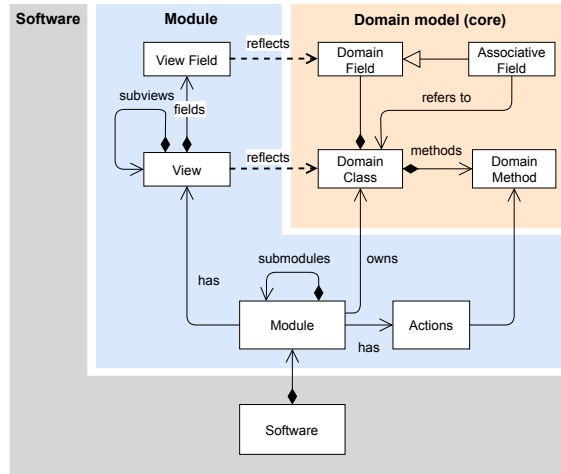 Software
Module
Domain model (core)
View Field
reflects
Domain
Field
Associative
Field
subviews
fields
refers to
View
reflects
Domain
Class
methods
Domain
Method
submodules
owns
has
Module
has
Actions
Software